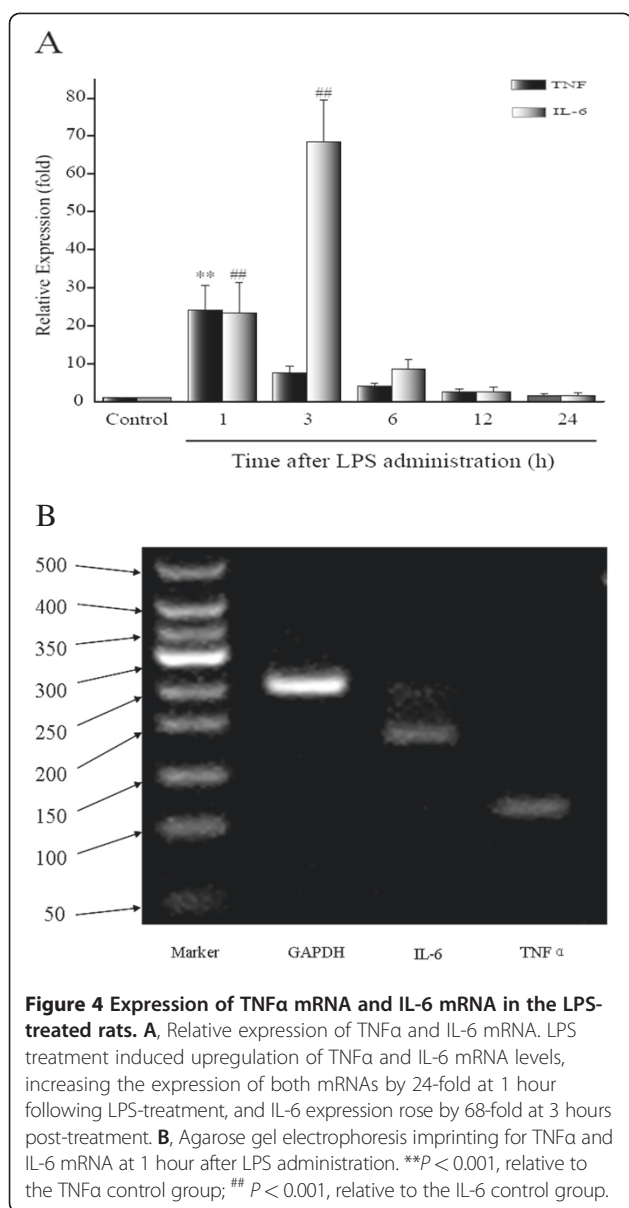 A
TNF
IL-6
Relative Expression (fold)
80
70
60
50
40
30
20
10
0
**
##
##
Control 1 3 6 12 24
Time after LPS administration (h)
B
500
400
350
300
250
200
150
100
50
Marker GAPDH IL-6 TNF α
Figure 4 Expression of TNFα mRNA and IL-6 mRNA in the LPS-
treated rats. A, Relative expression of TNFα and IL-6 mRNA. LPS
treatment induced upregulation of TNFα and IL-6 mRNA levels,
increasing the expression of both mRNAs by 24-fold at 1 hour
following LPS-treatment, and IL-6 expression rose by 68-fold at 3 hours
post-treatment. B, Agarose gel electrophoresis imprinting for TNFα and
IL-6 mRNA at 1 hour after LPS administration. **P < 0.001, relative to
the TNFα control group; ## P < 0.001, relative to the IL-6 control group.